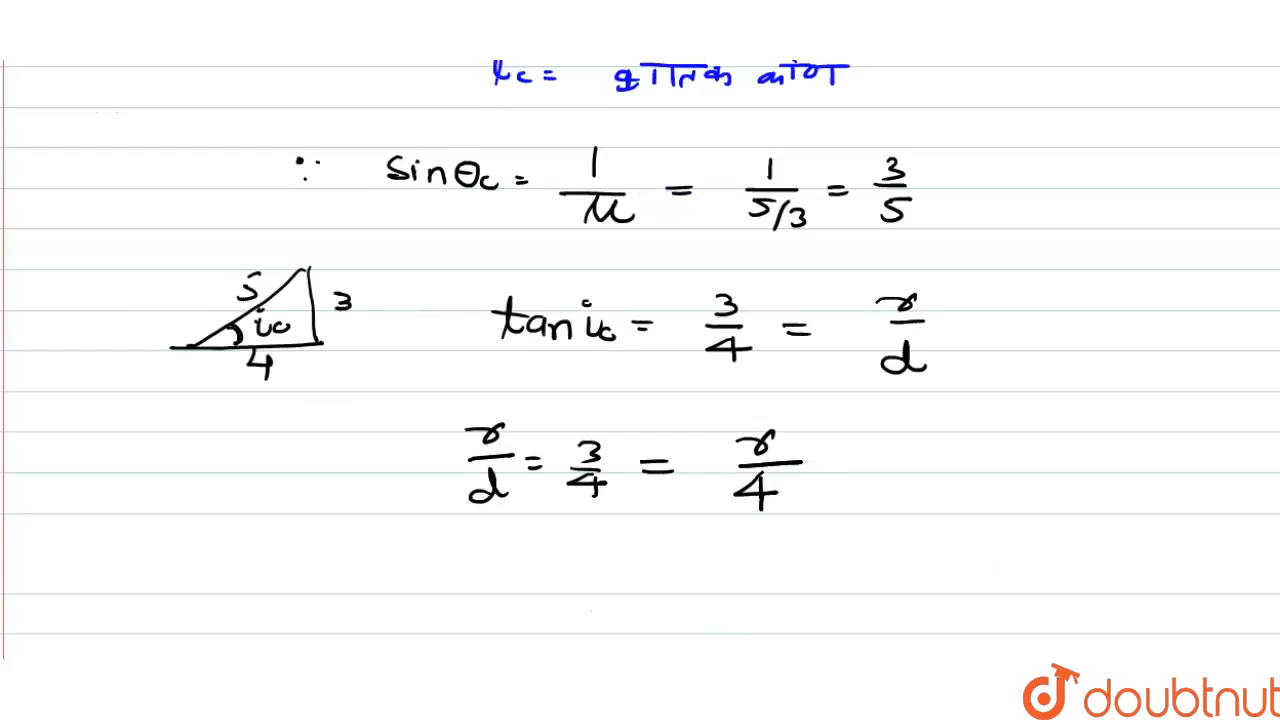 ∵ sinθc = 1/μ = 1/5/3 = 3/5
5 3
ic
4
tan ic = 3/4 = r/d
r/d = 3/4 = r/4
doubtnut